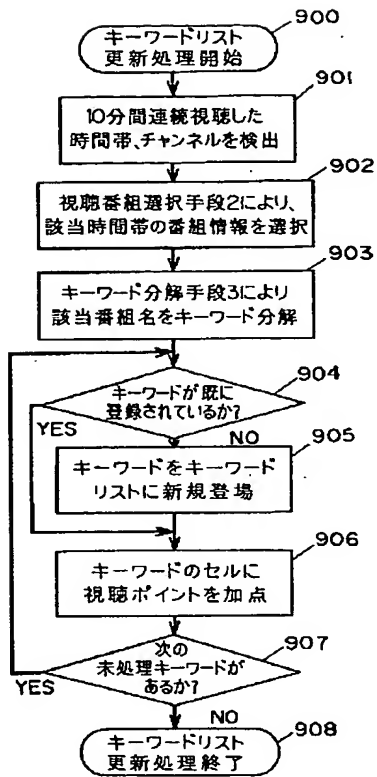 900
キーワードリスト
更新処理開始
901
10分間連続視聴した
時間帯、チャンネルを検出
902
視聴番組選択手段2により、
該当時間帯の番組情報を選択
903
キーワード分解手段3により
該当番組名をキーワード分解
904
キーワードが既に
登録されているか?
YES
NO
905
キーワードをキーワード
リストに新規登場
906
キーワードのセルに
視聴ポイントを加点
907
次の
未処理キーワードが
あるか?
YES
NO
908
キーワードリスト
更新処理終了